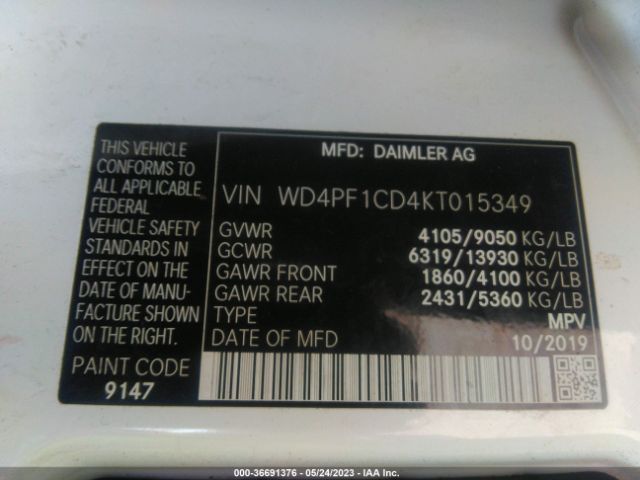 THIS VEHICLE
CONFORMS TO
ALL APPLICABLE
FEDERAL
VEHICLE SAFETY
STANDARDS IN
EFFECT ON THE
DATE OF MANU-
FACTURE SHOWN
ON THE RIGHT.
PAINT CODE
9147
MFD: DAIMLER AG
VIN WD4PF1CD4KT015349
GVWR 4105/9050 KG/LB
GCWR 6319/13930 KG/LB
GAWR FRONT 1860/4100 KG/LB
GAWR REAR 2431/5360 KG/LB
TYPE MPV
DATE OF MFD 10/2019
000-36691376 - 05/24/2023 - IAA Inc.